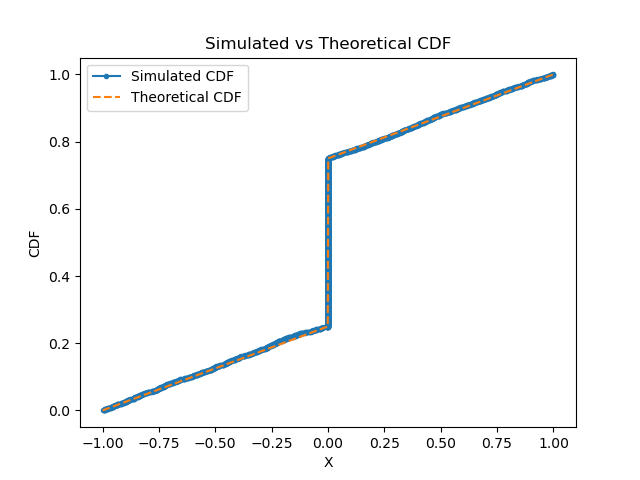 Simulated vs Theoretical CDF
Simulated CDF
Theoretical CDF
1.0
0.8
0.6
0.4
0.2
0.0
CDF
−1.00 −0.75 −0.50 −0.25 0.00 0.25 0.50 0.75 1.00
X